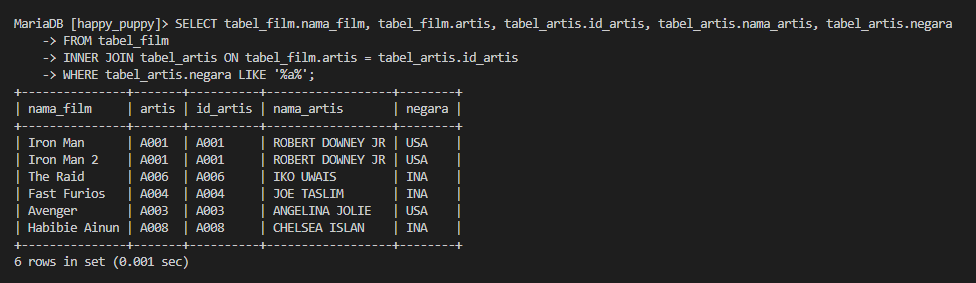 MariaDB [happy_puppy]> SELECT tabel_film.nama_film, tabel_film.artis, tabel_artis.id_artis, tabel_artis.nama_artis, tabel_artis.negara
    -> FROM tabel_film
    -> INNER JOIN tabel_artis ON tabel_film.artis = tabel_artis.id_artis
    -> WHERE tabel_artis.negara LIKE '%a%';
+---------------+-------+----------+-----------------+--------+
| nama_film     | artis | id_artis | nama_artis      | negara |
+---------------+-------+----------+-----------------+--------+
| Iron Man      | A001  | A001     | ROBERT DOWNEY JR | USA    |
| Iron Man 2    | A001  | A001     | ROBERT DOWNEY JR | USA    |
| The Raid      | A006  | A006     | IKO UWAIS       | INA    |
| Fast Furios   | A004  | A004     | JOE TASLIM      | INA    |
| Avenger       | A003  | A003     | ANGELINA JOLIE  | USA    |
| Habibie Ainun | A008  | A008     | CHELSEA ISLAN   | INA    |
+---------------+-------+----------+-----------------+--------+
6 rows in set (0.001 sec)